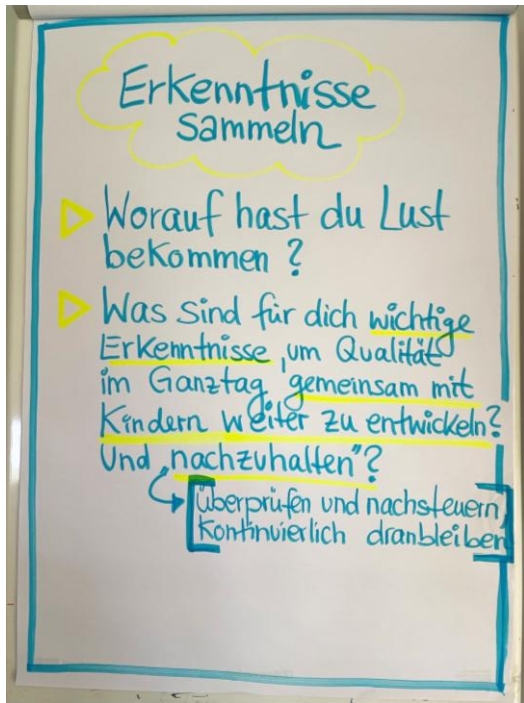 Erkenntnisse
sammeln
Worauf hast du Lust
bekommen?
Was sind für dich wichtige
Erkenntnisse, um Qualität
im Ganztag, gemeinsam mit
Kindern weiter zu entwickeln?
Und „nachzuhalten"?
überprüfen und nachsteuern,
kontinuierlich dranbleiben